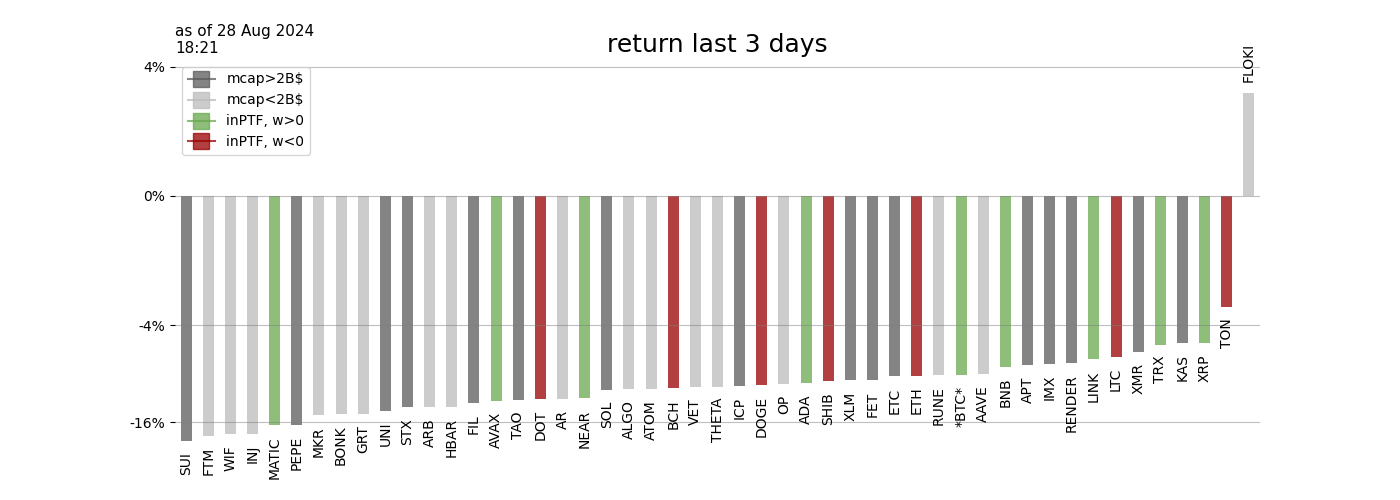 as of 28 Aug 2024
18:21
return last 3 days
4%
0%
-4%
-16%
mcap>2B$
mcap<2B$
inPTF, w>0
inPTF, w<0
SUI
FTM
WIF
INJ
MATIC
PEPE
MKR
BONK
GRT
UNI
STX
ARB
HBAR
FIL
AVAX
TAO
DOT
AR
NEAR
SOL
ALGO
ATOM
BCH
VET
THETA
ICP
DOGE
OP
ADA
SHIB
XLM
FET
ETC
ETH
RUNE
*BTC*
AAVE
BNB
APT
IMX
RENDER
LINK
LTC
XMR
TRX
KAS
XRP
TON
FLOKI